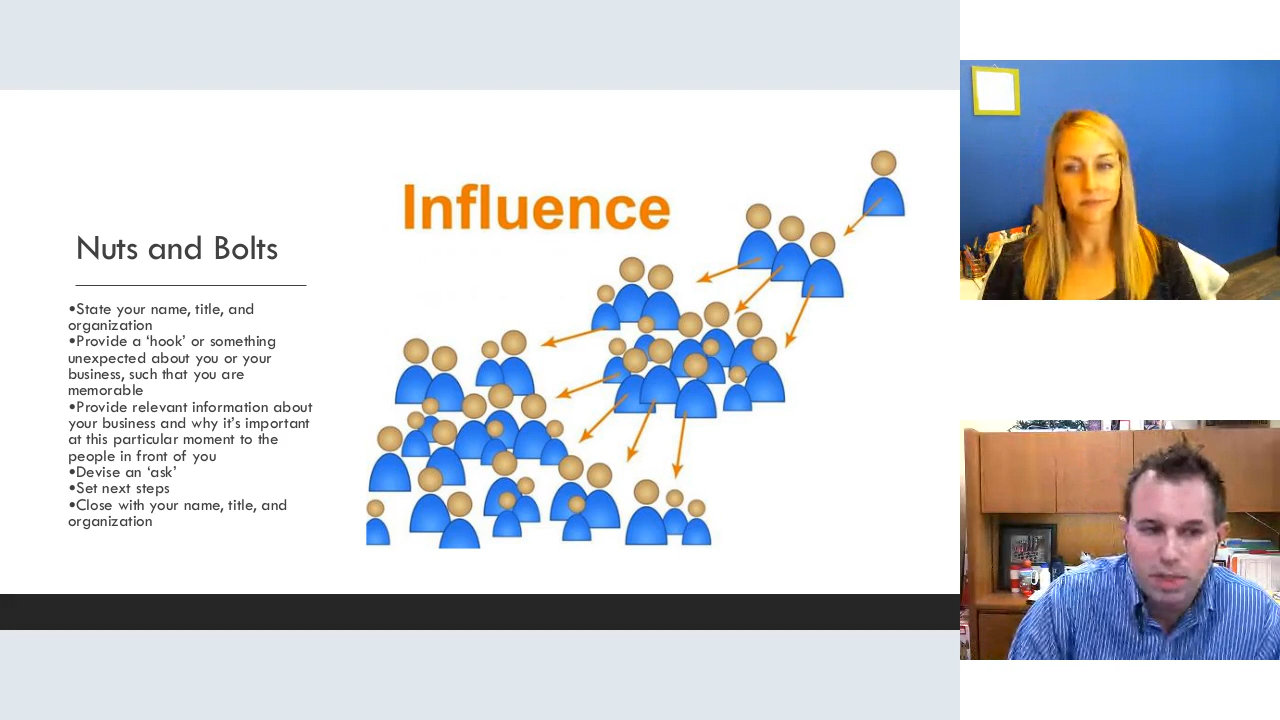 Influence
Nuts and Bolts
•State your name, title, and
organization
•Provide a ‘hook’ or something
unexpected about you or your
business, such that you are
memorable
•Provide relevant information about
your business and why it’s important
at this particular moment to the
people in front of you
•Devise an ‘ask’
•Set next steps
•Close with your name, title, and
organization